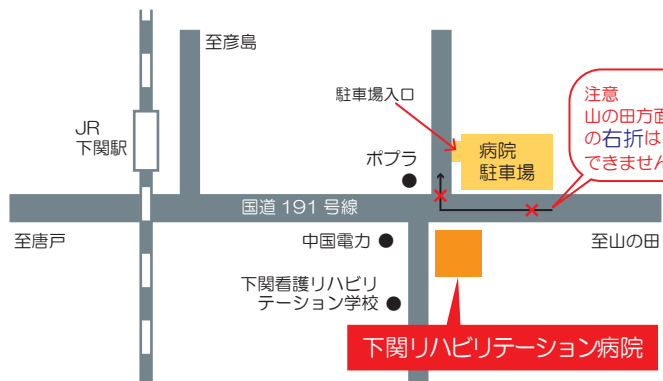 至彦島
駐車場入口
注意
山の田方面
の右折は
できません
JR
下関駅
ポプラ
病院
駐車場
国道 191 号線
至唐戸
中国電力
至山の田
下関看護リハビリ
テーション学校
下関リハビリテーション病院